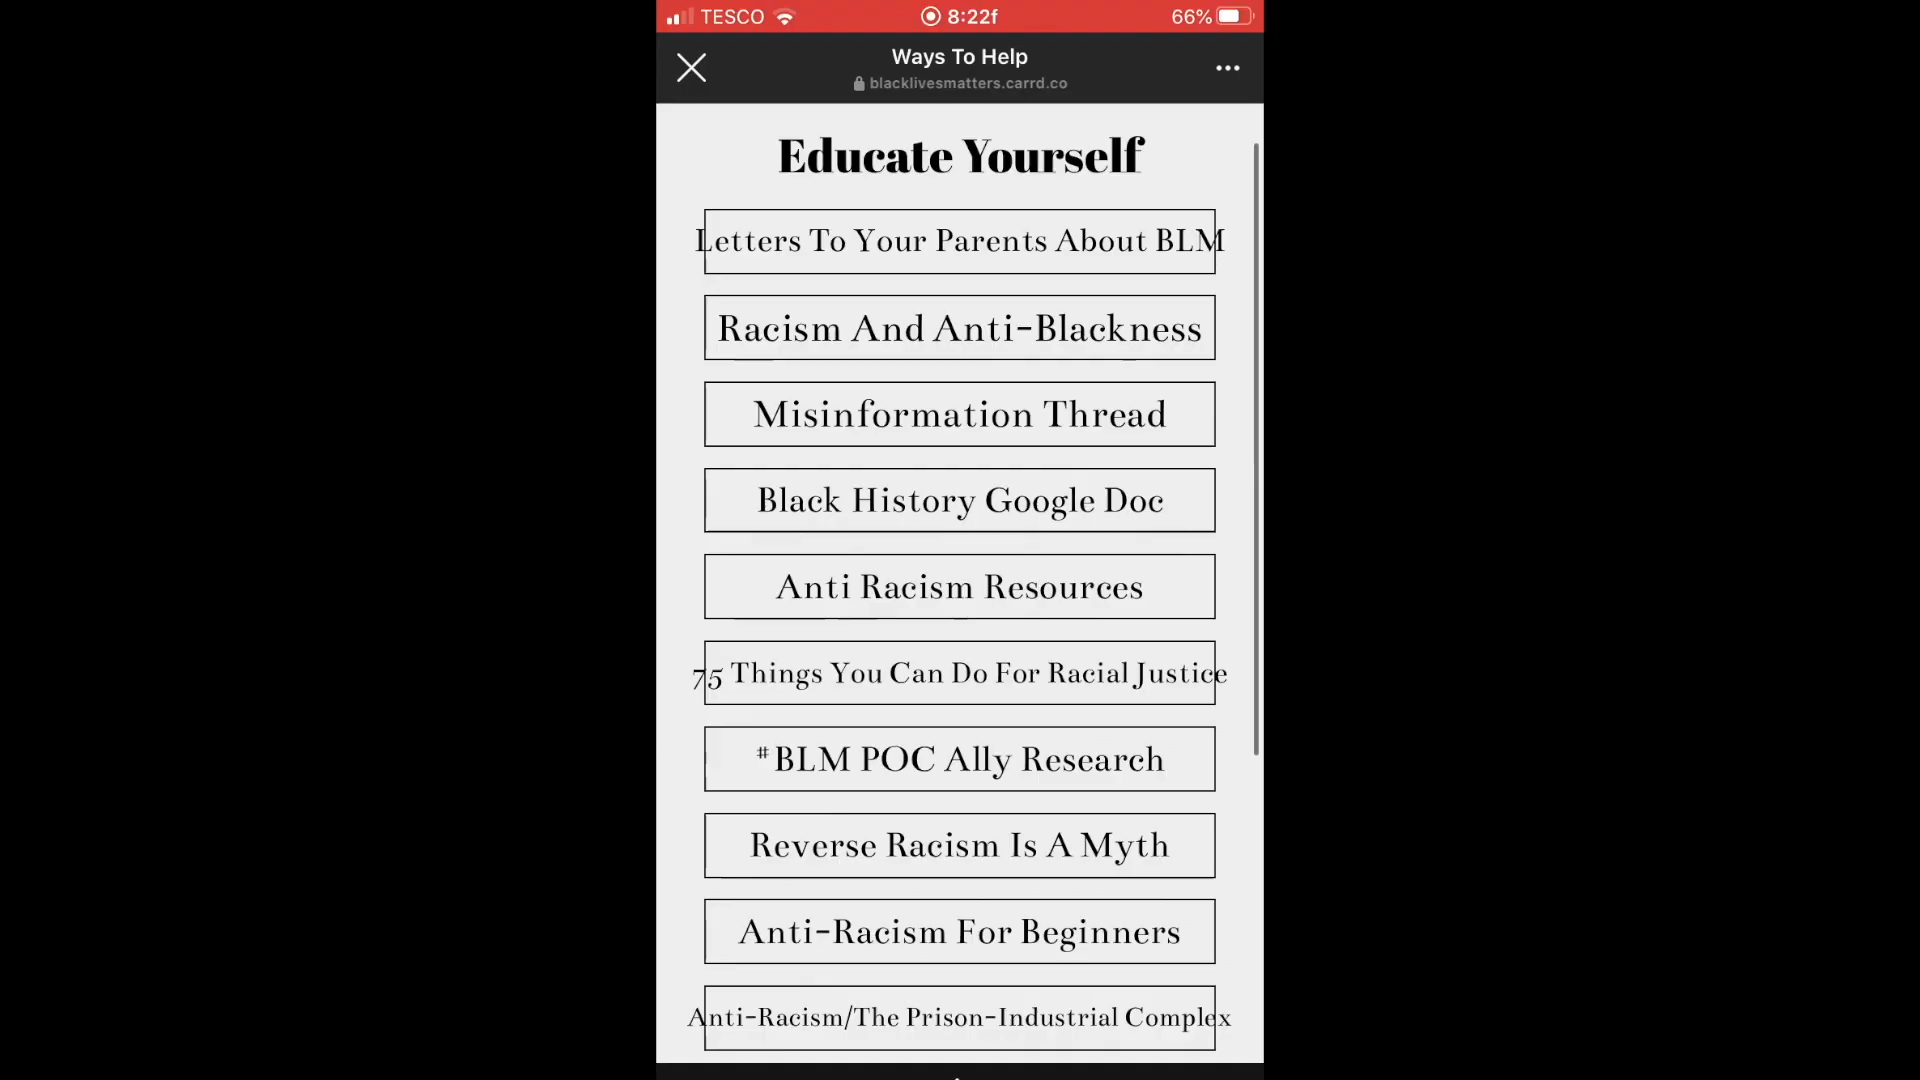 TESCO 8:22f 66%
Ways To Help
blacklivesmatters.carrd.co
Educate Yourself
Letters To Your Parents About BLM
Racism And Anti-Blackness
Misinformation Thread
Black History Google Doc
Anti Racism Resources
75 Things You Can Do For Racial Justice
#BLM POC Ally Research
Reverse Racism Is A Myth
Anti-Racism For Beginners
Anti-Racism/The Prison-Industrial Complex